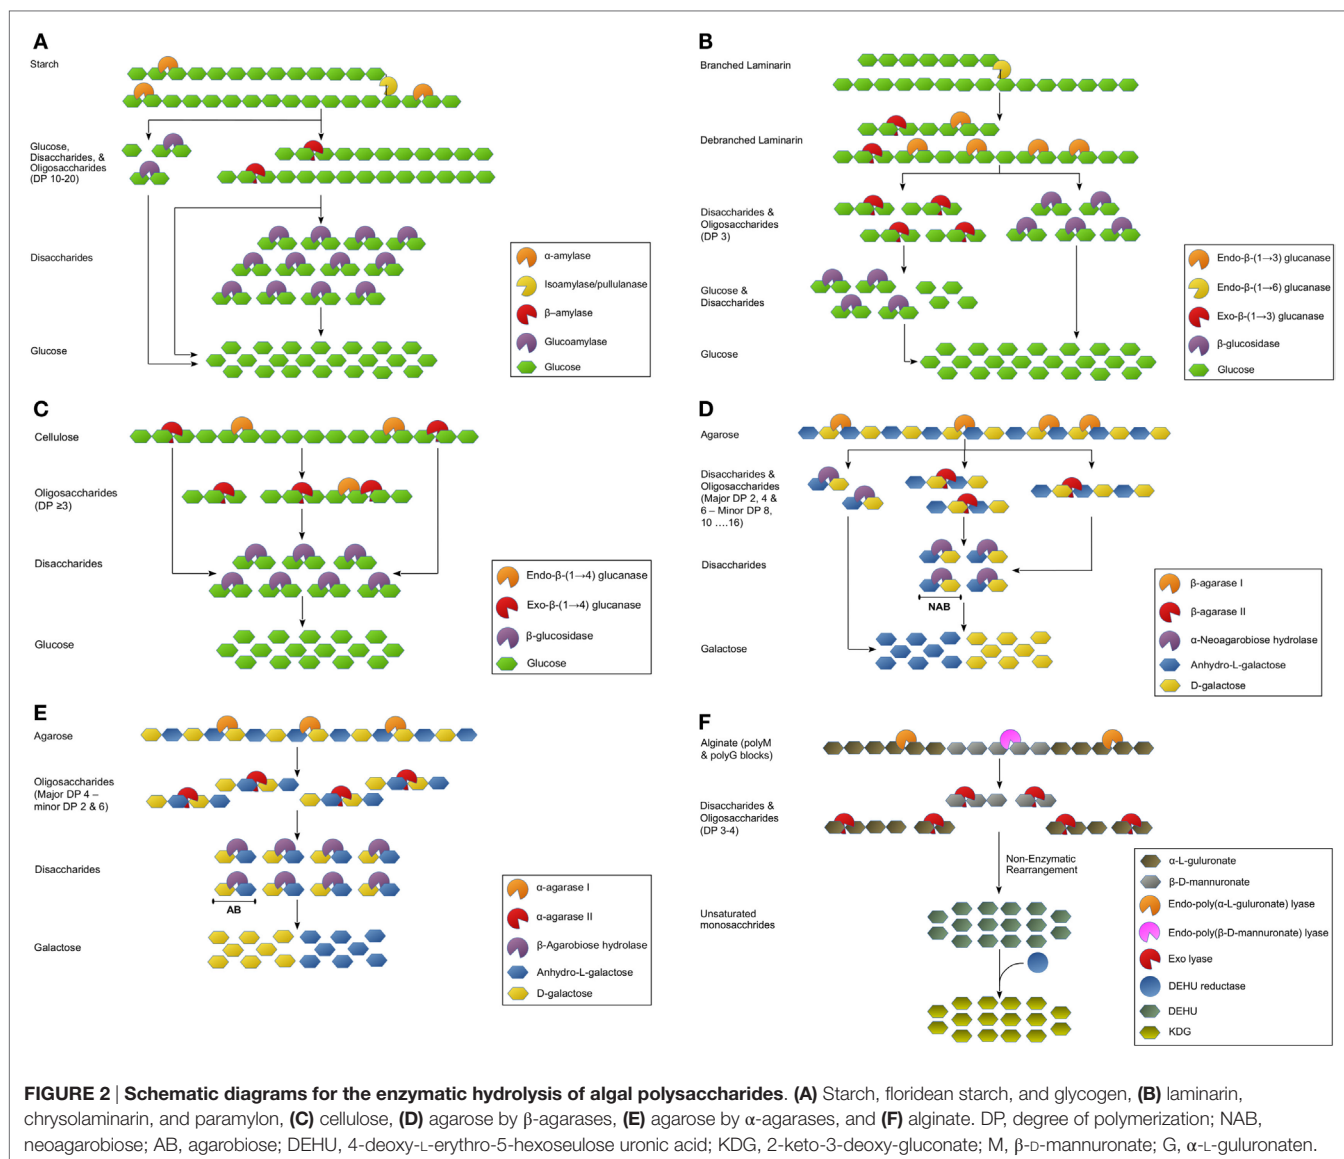 A
Starch
Glucose,
Disaccharides, &
Oligosaccharides
(DP 10-20)
Disaccharides
Glucose
α-amylase
Isoamylase/pullulanase
β–amylase
Glucoamylase
Glucose
B
Branched Laminarin
Debranched Laminarin
Disaccharides &
Oligosaccharides
(DP 3)
Glucose &
Disaccharides
Glucose
Endo-β-(1→3) glucanase
Endo-β-(1→6) glucanase
Exo-β-(1→3) glucanase
β-glucosidase
Glucose
C
Cellulose
Oligosaccharides
(DP ≥3)
Disaccharides
Glucose
Endo-β-(1→4) glucanase
Exo-β-(1→4) glucanase
β-glucosidase
Glucose
D
Agarose
Disaccharides &
Oligosaccharides
(Major DP 2, 4 &
6 – Minor DP 8,
10 ....16)
Disaccharides
NAB
Galactose
β-agarase I
β-agarase II
α-Neoagarobiose hydrolase
Anhydro-L-galactose
D-galactose
E
Agarose
Oligosaccharides
(Major DP 4 –
minor DP 2 & 6)
Disaccharides
AB
Galactose
α-agarase I
α-agarase II
β-Agarobiose hydrolase
Anhydro-L-galactose
D-galactose
F
Alginate (polyM
& polyG blocks)
Disaccharides &
Oligosaccharides
(DP 3-4)
Non-Enzymatic
Rearrangement
Unsaturated
monosacchrides
α-L-guluronate
β-D-mannuronate
Endo-poly(α-L-guluronate) lyase
Endo-poly(β-D-mannuronate) lyase
Exo lyase
DEHU reductase
DEHU
KDG
FIGURE 2 | Schematic diagrams for the enzymatic hydrolysis of algal polysaccharides. (A) Starch, floridean starch, and glycogen, (B) laminarin,
chrysolaminarin, and paramylon, (C) cellulose, (D) agarose by β-agarases, (E) agarose by α-agarases, and (F) alginate. DP, degree of polymerization; NAB,
neoagarobiose; AB, agarobiose; DEHU, 4-deoxy-L-erythro-5-hexoseulose uronic acid; KDG, 2-keto-3-deoxy-gluconate; M, β-D-mannuronate; G, α-L-guluronaten.